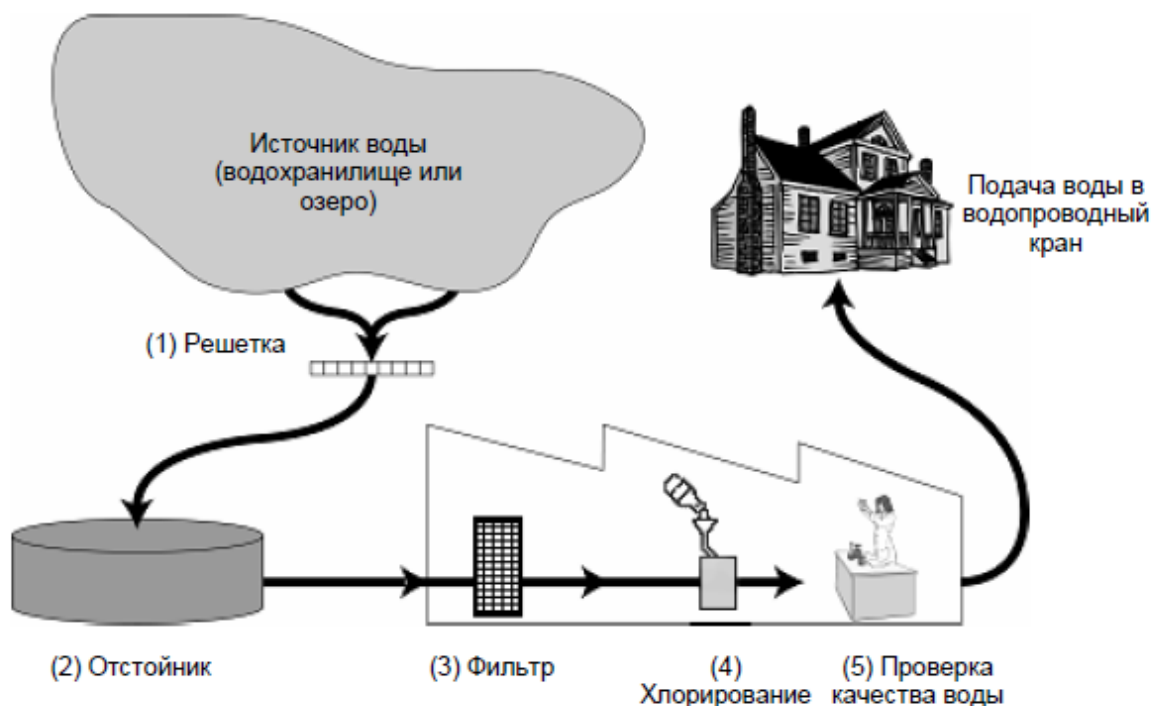 Источник воды
(водохранилище или
озеро)
Подача воды в
водопроводный
кран
(1) Решетка
(2) Отстойник
(3) Фильтр
(4)
Хлорирование
(5) Проверка
качества воды